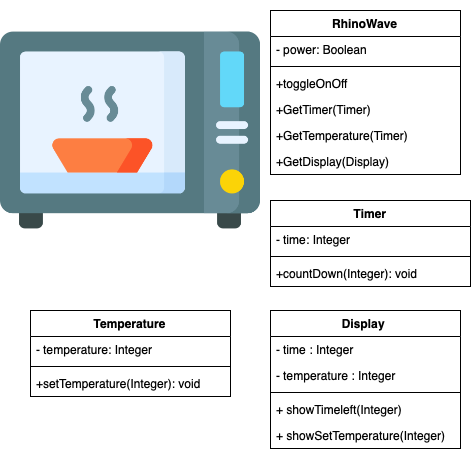 RhinoWave
- power: Boolean
+toggleOnOff
+GetTimer(Timer)
+GetTemperature(Timer)
+GetDisplay(Display)
Timer
- time: Integer
+countDown(Integer): void
Temperature
- temperature: Integer
+setTemperature(Integer): void
Display
- time : Integer
- temperature : Integer
+ showTimeleft(Integer)
+ showSetTemperature(Integer)